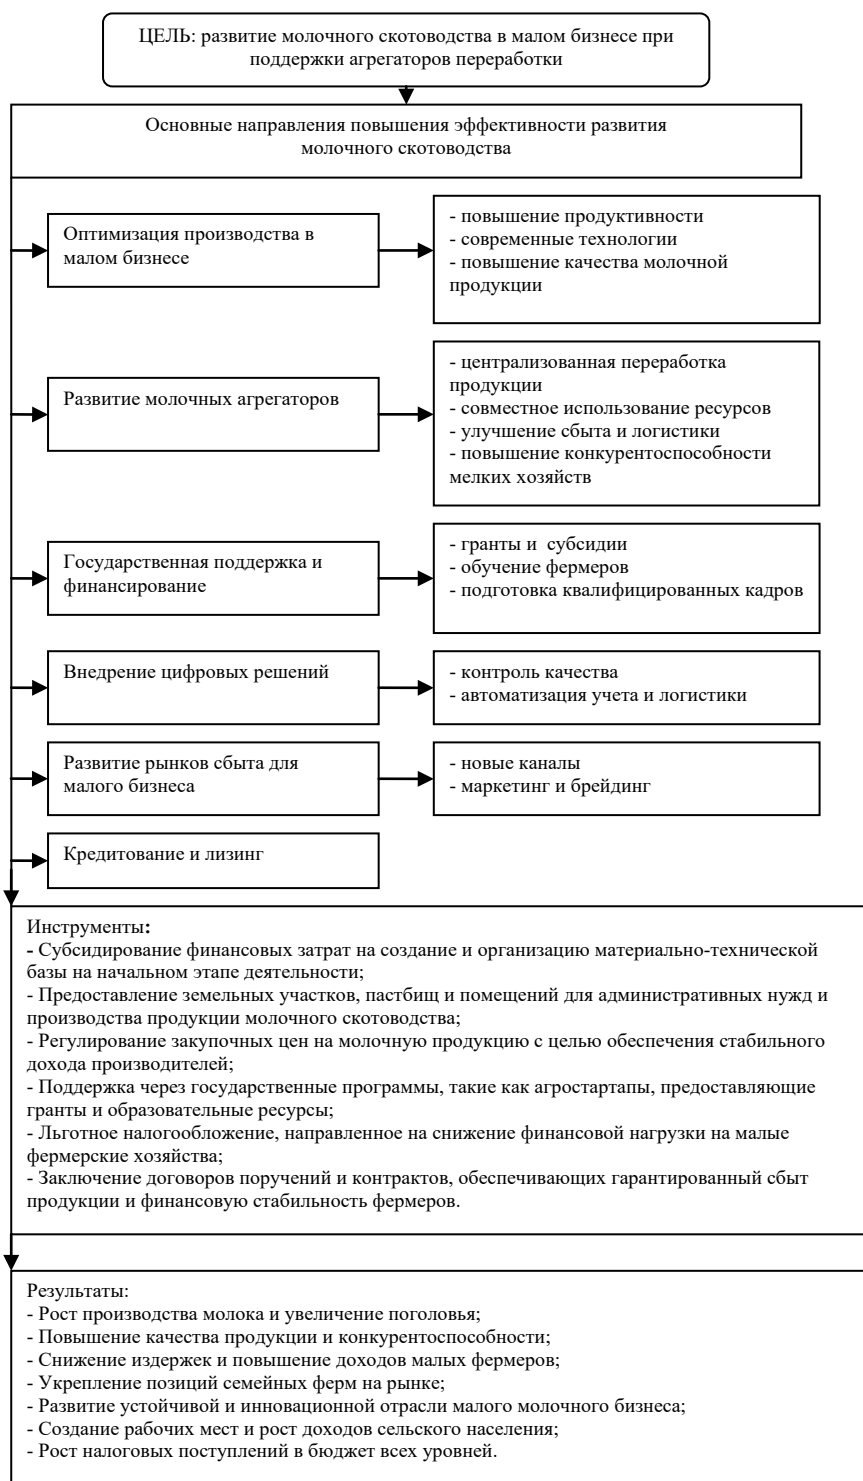 ЦЕЛЬ: развитие молочного скотоводства в малом бизнесе при
поддержки агрегаторов переработки
Основные направления повышения эффективности развития
молочного скотоводства
Оптимизация производства в
малом бизнесе
- повышение продуктивности
- современные технологии
- повышение качества молочной
продукции
Развитие молочных агрегаторов
- централизованная переработка
продукции
- совместное использование ресурсов
- улучшение сбыта и логистики
- повышение конкурентоспособности
мелких хозяйств
Государственная поддержка и
финансирование
- гранты и субсидии
- обучение фермеров
- подготовка квалифицированных кадров
Внедрение цифровых решений
- контроль качества
- автоматизация учета и логистики
Развитие рынков сбыта для
малого бизнеса
- новые каналы
- маркетинг и брейдинг
Кредитование и лизинг
Инструменты:
- Субсидирование финансовых затрат на создание и организацию материально-технической
базы на начальном этапе деятельности;
- Предоставление земельных участков, пастбищ и помещений для административных нужд и
производства продукции молочного скотоводства;
- Регулирование закупочных цен на молочную продукцию с целью обеспечения стабильного
дохода производителей;
- Поддержка через государственные программы, такие как агростартапы, предоставляющие
гранты и образовательные ресурсы;
- Льготное налогообложение, направленное на снижение финансовой нагрузки на малые
фермерские хозяйства;
- Заключение договоров поручений и контрактов, обеспечивающих гарантированный сбыт
продукции и финансовую стабильность фермеров.
Результаты:
- Рост производства молока и увеличение поголовья;
- Повышение качества продукции и конкурентоспособности;
- Снижение издержек и повышение доходов малых фермеров;
- Укрепление позиций семейных ферм на рынке;
- Развитие устойчивой и инновационной отрасли малого молочного бизнеса;
- Создание рабочих мест и рост доходов сельского населения;
- Рост налоговых поступлений в бюджет всех уровней.